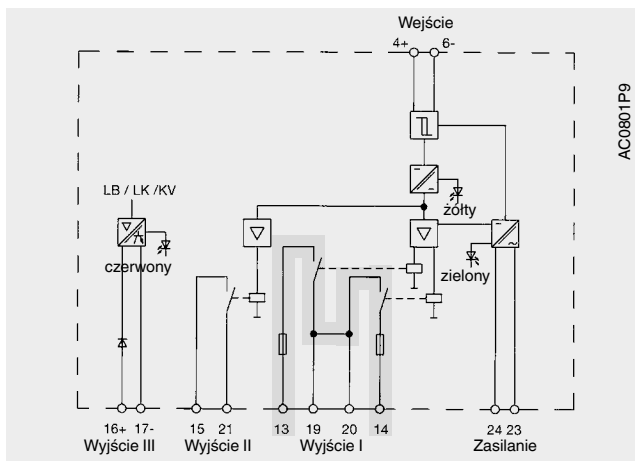 Wejście
4+ 6-
AC0801P9
LB / LK /KV
żółty
czerwony
zielony
16+ 17- 15 21 13 19 20 14 24 23
Wyjście III Wyjście II Wyjście I Zasilanie